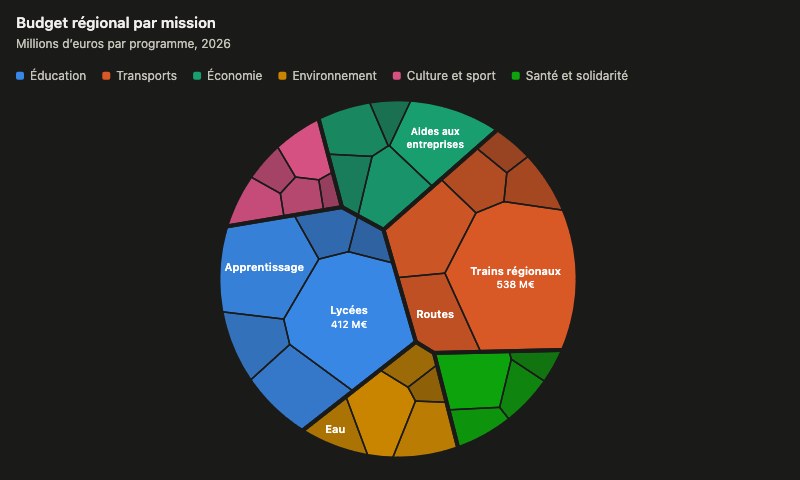 Budget régional par mission
Millions d’euros par programme, 2026
Éducation
Transports
Économie
Environnement
Culture et sport
Santé et solidarité
Aides aux
entreprises
Apprentissage
Trains régionaux
538 M€
Lycées
412 M€
Routes
Eau